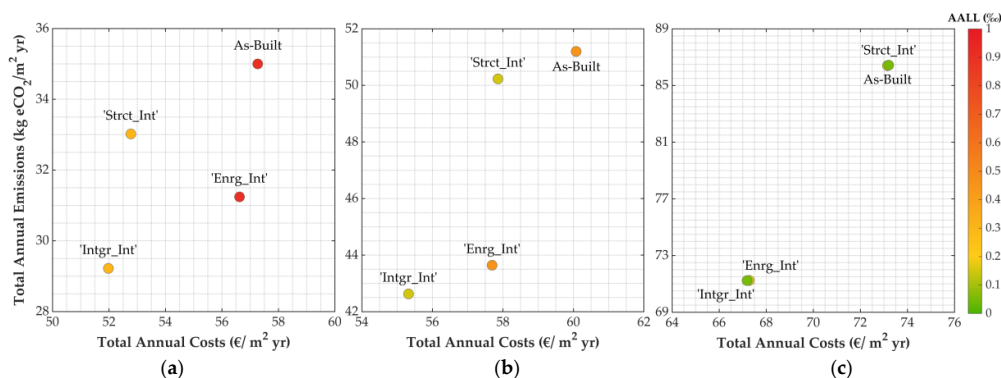 AALL (‰)
Total Annual Emissions (kg eCO2/m2 yr)
36
35
33
31
29
28
As-Built
'Strct_Int'
'Enrg_Int'
'Intgr_Int'
50 52 54 56 58 60
Total Annual Costs (€/ m2 yr)
(a)
52
50
48
46
44
42
'Strct_Int'
As-Built
'Enrg_Int'
'Intgr_Int'
54 56 58 60 62
Total Annual Costs (€/ m2 yr)
(b)
89
85
81
77
73
69
'Strct_Int'
As-Built
'Enrg_Int'
'Intgr_Int'
64 66 68 70 72 74 76
Total Annual Costs (€/ m2 yr)
(c)
1
0.9
0.8
0.7
0.6
0.5
0.4
0.3
0.2
0.1
0